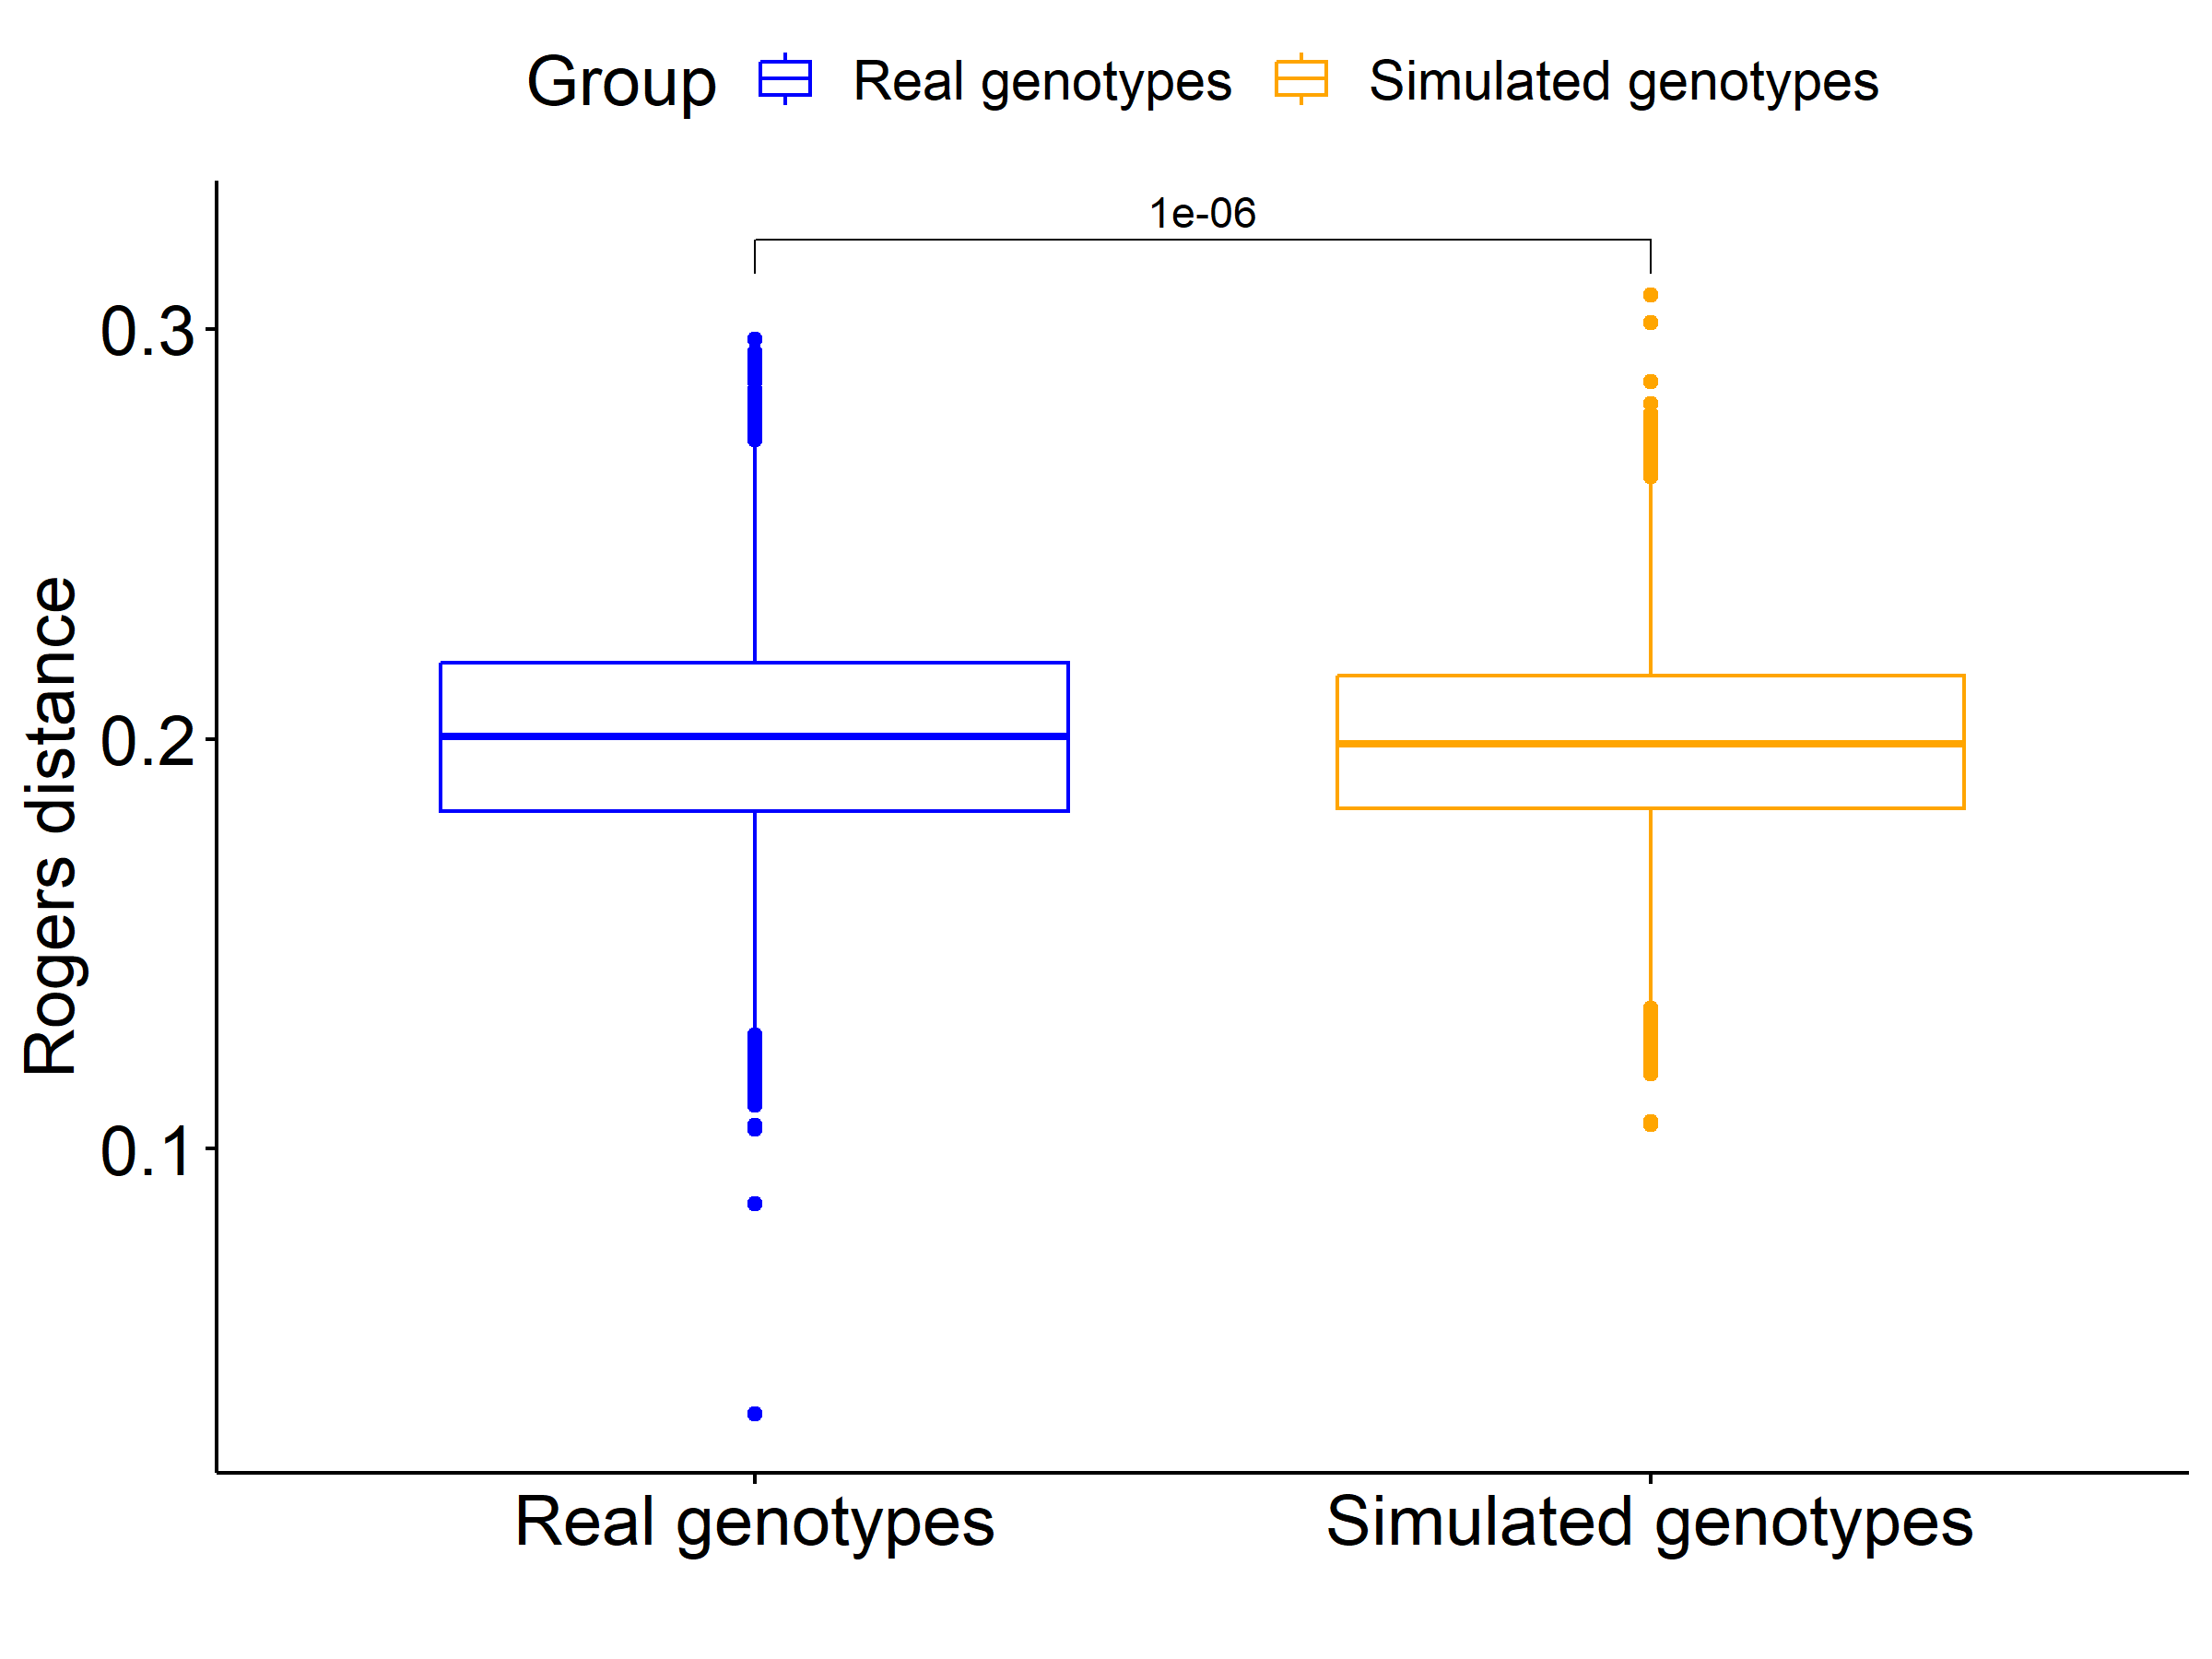 Group Real genotypes Simulated genotypes
1e-06
0.3
0.2
0.1
Rogers distance
Real genotypes Simulated genotypes